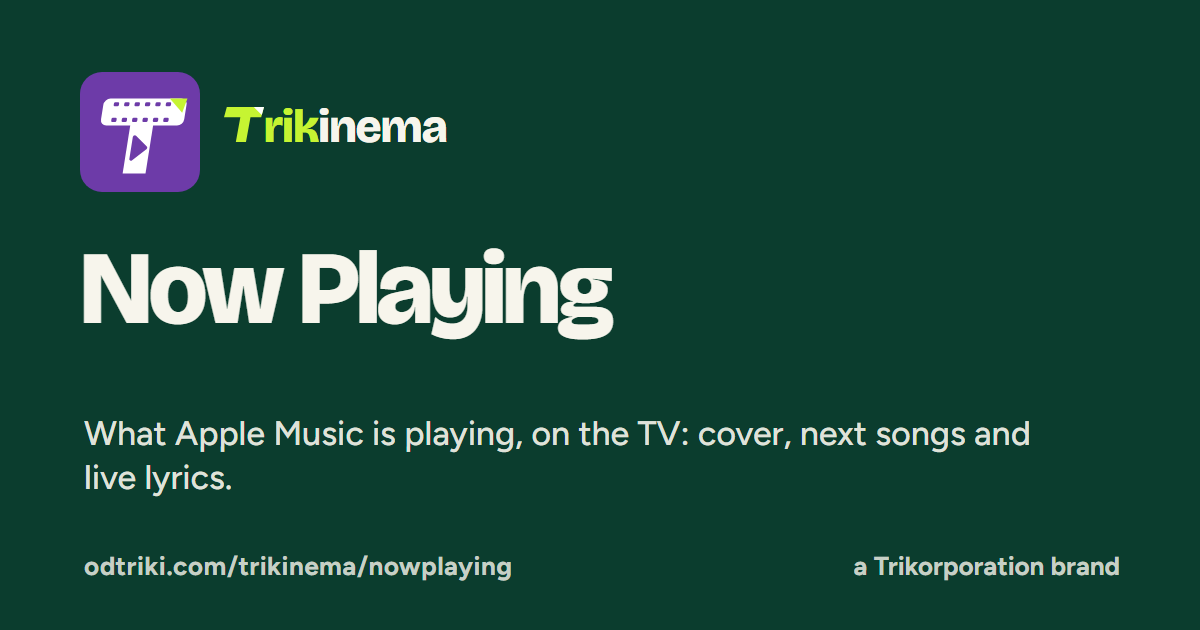 Trikinema
Now Playing
What Apple Music is playing, on the TV: cover, next songs and
live lyrics.
odtriki.com/trikinema/nowplaying
a Trikorporation brand